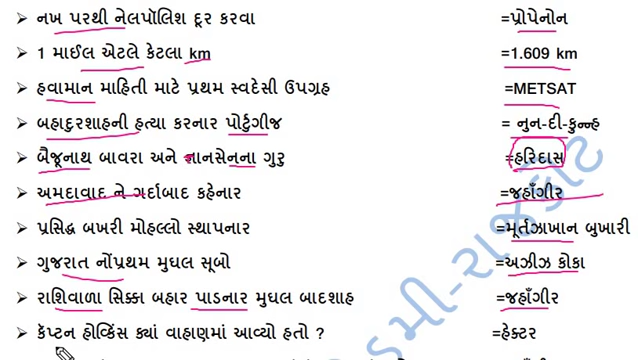 ➤ નખ પરથી નેલપૉલિશ દૂર કરવા =પ્રોપેનોન
➤ 1 માઈલ એટલે કેટલા km =1.609 km
➤ હવામાન માહિતી માટે પ્રથમ સ્વદેસી ઉપગ્રહ =METSAT
➤ બહાદુરશાહની હત્યા કરનાર પોર્ટુગીજ = નુન-દી-કુન્હ
➤ બૈજૂનાથ બાવરા અને તાનસેનના ગુરુ =હરિદાસ
➤ અમદાવાદ ને ગર્દાબાદ કહેનાર =જહાઁગીર
➤ પ્રસિદ્ધ બખરી મોહલ્લો સ્થાપનાર =મૂર્તઝાખાન બુખારી
➤ ગુજરાત નોંપ્રથમ મુઘલ સૂબો =અઝીઝ કોકા
➤ રાશિવાળા સિક્કા બહાર પાડનાર મુઘલ બાદશાહ =જહાઁગીર
➤ કૅપ્ટન હોક્કિંસ ક્યાં વાહાણમાં આવ્યો હતો ? =હેક્ટર